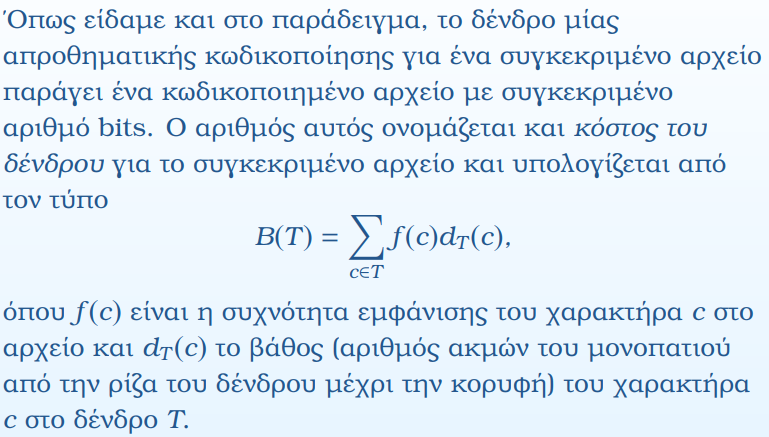 Όπως είδαμε και στο παράδειγμα, το δένδρο μίας
απροθηματικής κωδικοποίησης για ένα συγκεκριμένο αρχείο
παράγει ένα κωδικοποιημένο αρχείο με συγκεκριμένο
αριθμό bits. Ο αριθμός αυτός ονομάζεται και κόστος του
δένδρου για το συγκεκριμένο αρχείο και υπολογίζεται από
τον τύπο
B(T) = ∑ f(c)d_T(c),
c∈T
όπου f(c) είναι η συχνότητα εμφάνισης του χαρακτήρα c στο
αρχείο και d_T(c) το βάθος (αριθμός ακμών του μονοπατιού
από την ρίζα του δένδρου μέχρι την κορυφή) του χαρακτήρα
c στο δένδρο T.